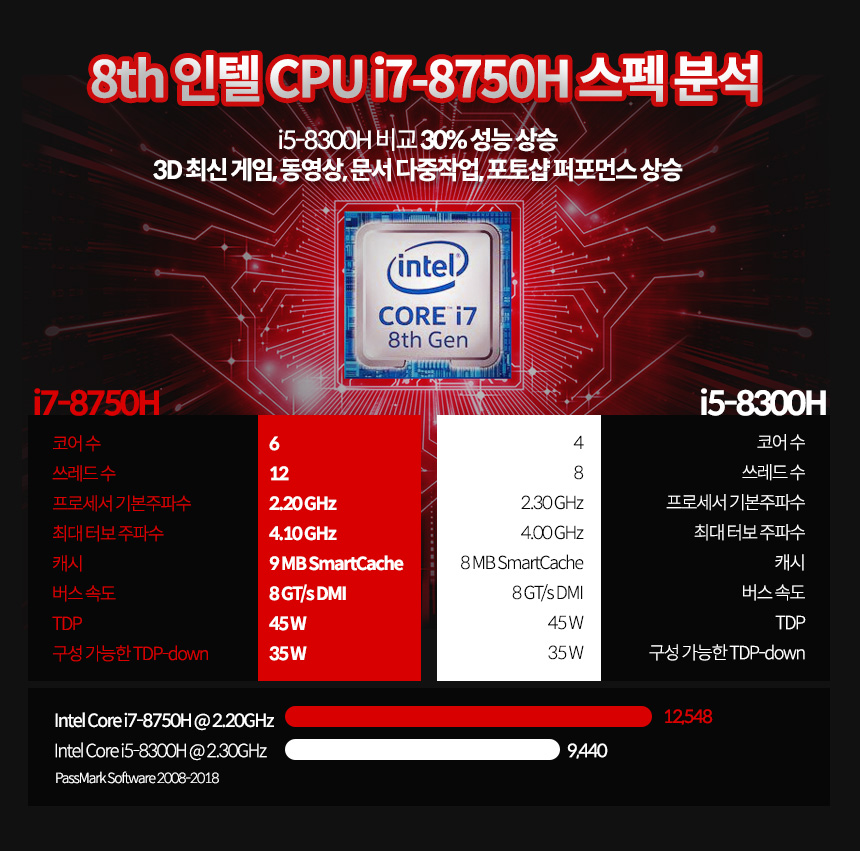 8th 인텔 CPU i7-8750H 스펙 분석
i5-8300H 비교 30% 성능 상승
3D 최신 게임, 동영상, 문서 다중작업, 포토샵 퍼포먼스 상승
intel®
CORE™ i7
8th Gen
i7-8750H
i5-8300H
코어 수 6 4 코어 수
쓰레드 수 12 8 쓰레드 수
프로세서 기본주파수 2.20 GHz 2.30 GHz 프로세서 기본주파수
최대 터보 주파수 4.10 GHz 4.00 GHz 최대 터보 주파수
캐시 9 MB SmartCache 8 MB SmartCache 캐시
버스 속도 8 GT/s DMI 8 GT/s DMI 버스 속도
TDP 45 W 45 W TDP
구성 가능한 TDP-down 35 W 35 W 구성 가능한 TDP-down
Intel Core i7-8750H @ 2.20GHz 12,548
Intel Core i5-8300H @ 2.30GHz 9,440
PassMark Software 2008-2018